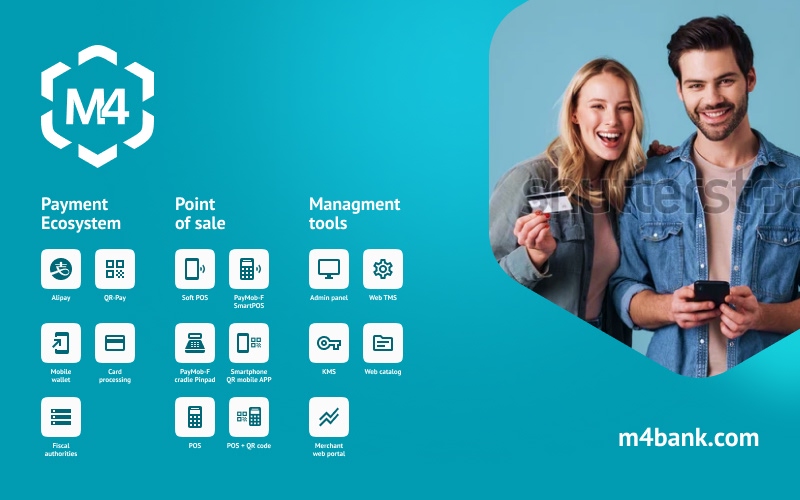 M4
Payment
Ecosystem
Point
of sale
Managment
tools
Alipay
QR-Pay
Soft POS
PayMob-F
SmartPOS
Admin panel
Web TMS
Mobile
wallet
Card
processing
PayMob-F
cradle Pinpad
Smartphone
QR mobile APP
KMS
Web catalog
Fiscal
authorities
POS
POS + QR code
Merchant
web portal
m4bank.com